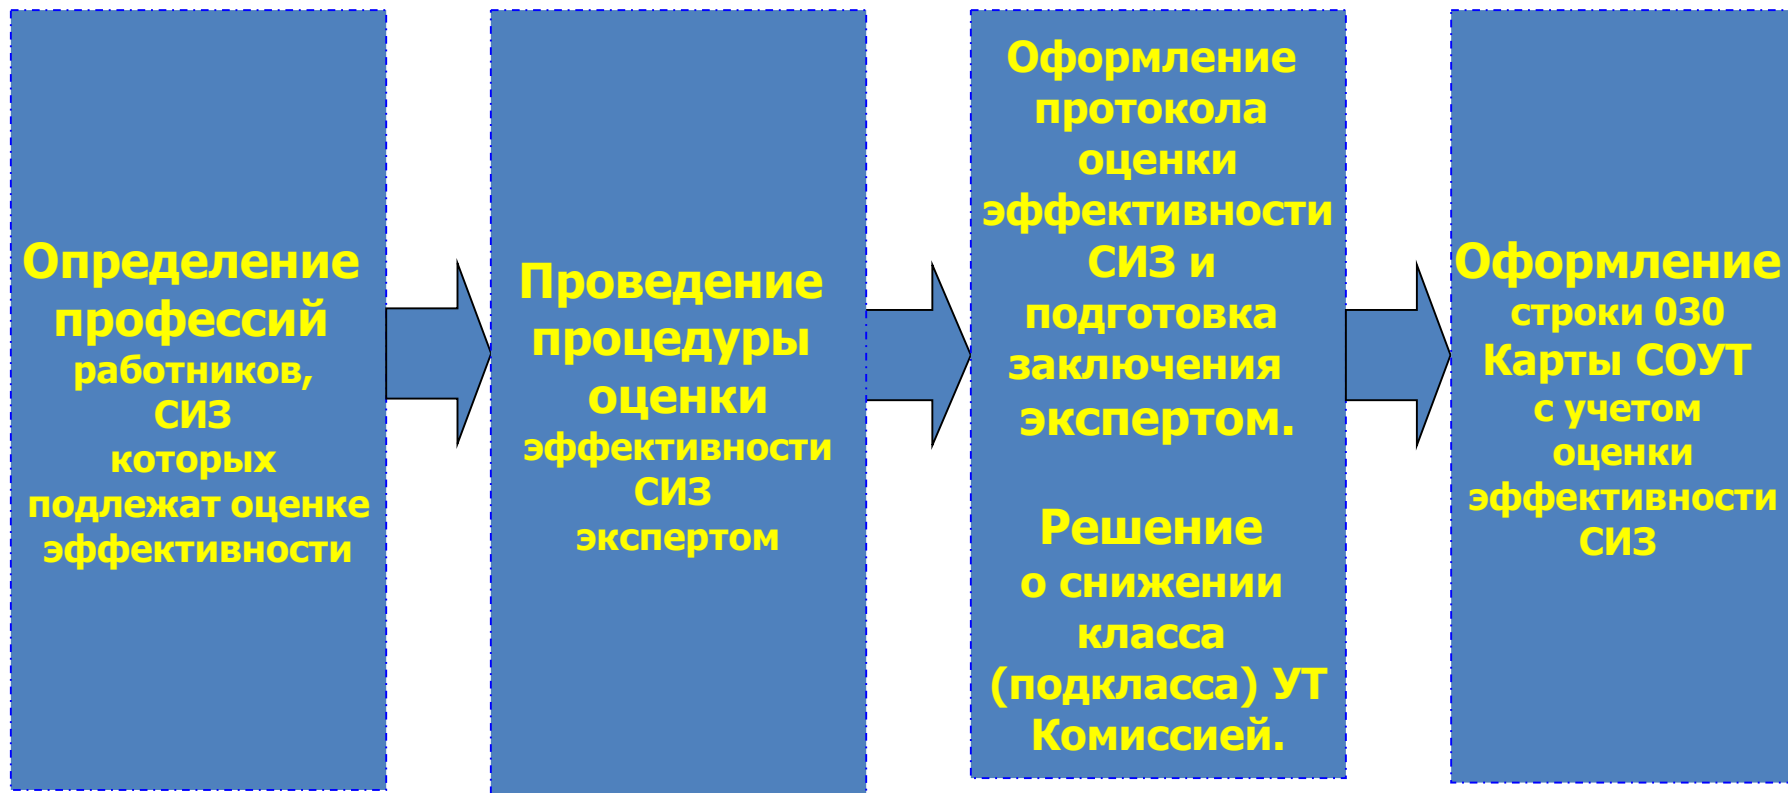 Определение
профессий
работников,
СИЗ
которых
подлежат оценке
эффективности
Проведение
процедуры
оценки
эффективности
СИЗ
экспертом
Оформление
протокола
оценки
эффективности
СИЗ и
подготовка
заключения
экспертом.
Решение
о снижении
класса
(подкласса) УТ
Комиссией.
Оформление
строки 030
Карты СОУТ
с учетом
оценки
эффективности
СИЗ